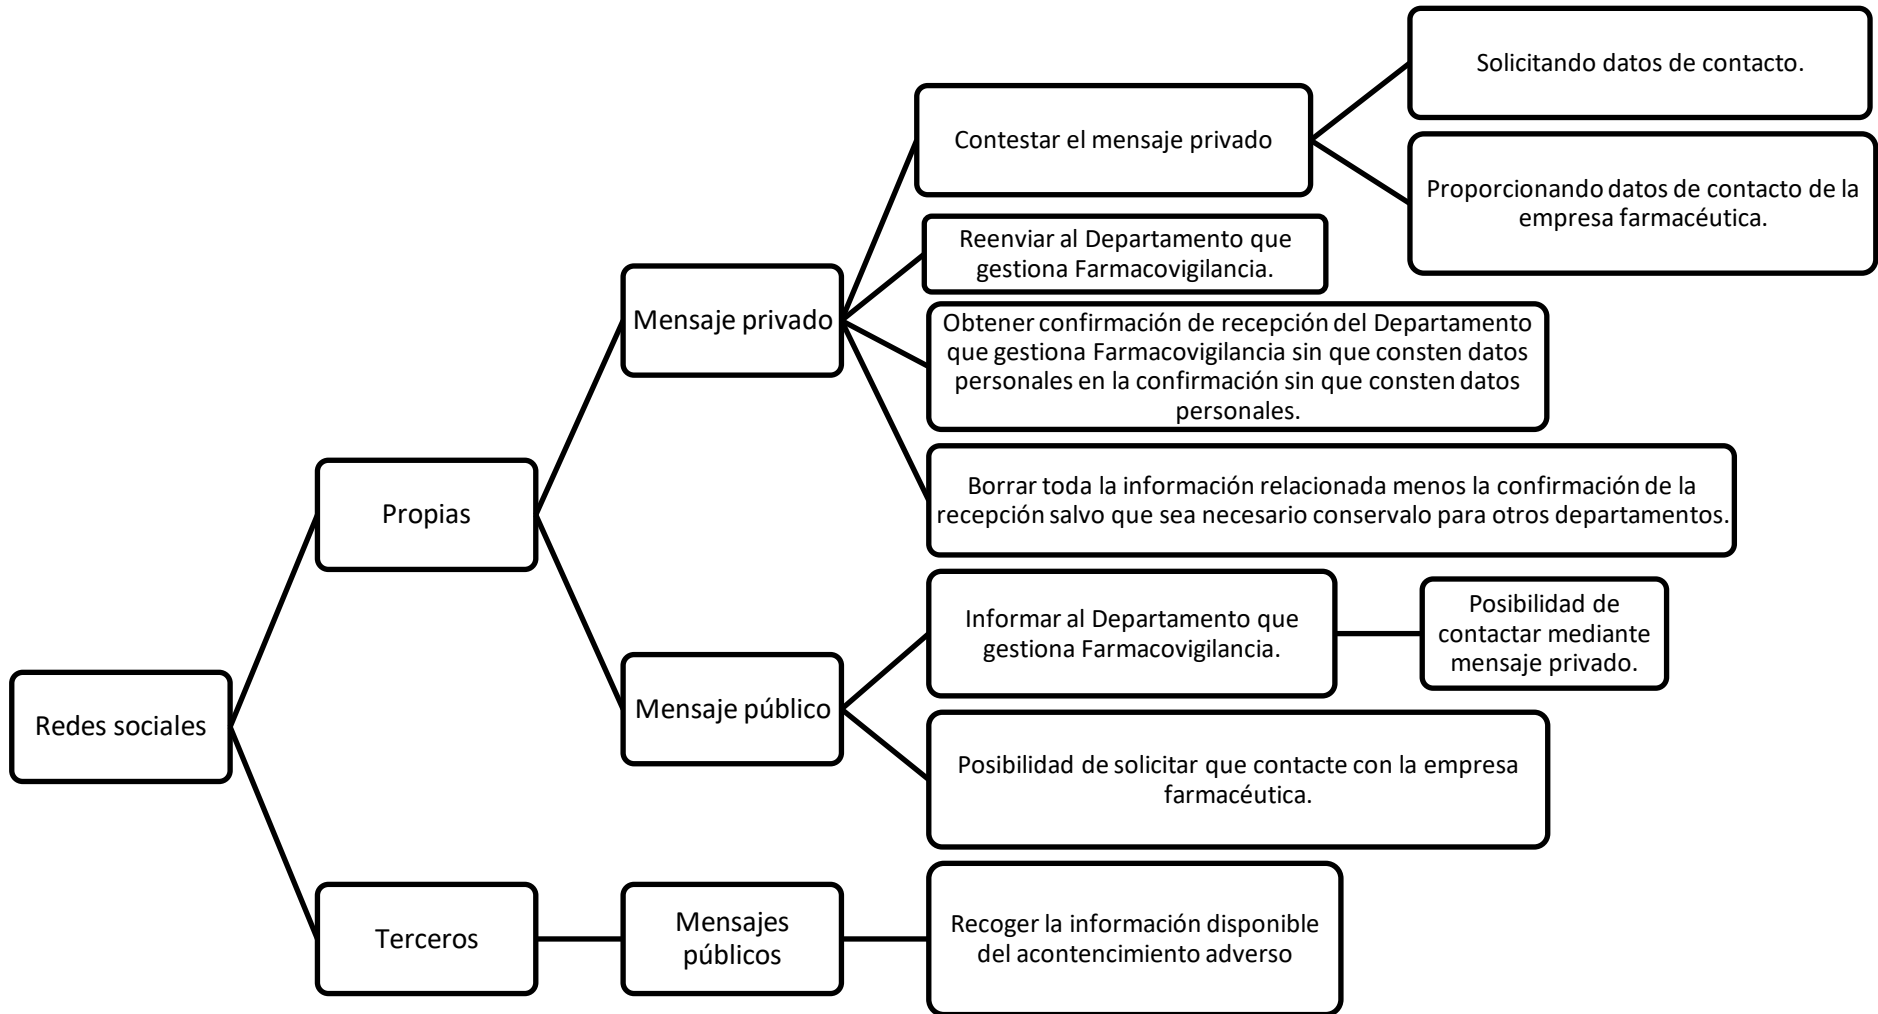 Solicitando datos de contacto.
Contestar el mensaje privado
Proporcionando datos de contacto de la
empresa farmacéutica.
Reenviar al Departamento que
gestiona Farmacovigilancia.
Mensaje privado
Obtener confirmación de recepción del Departamento
que gestiona Farmacovigilancia sin que consten datos
personales en la confirmación sin que consten datos
personales.
Borrar toda la información relacionada menos la confirmación de la
recepción salvo que sea necesario conservalo para otros departamentos.
Propias
Informar al Departamento que
gestiona Farmacovigilancia.
Posibilidad de
contactar mediante
mensaje privado.
Mensaje público
Redes sociales
Posibilidad de solicitar que contacte con la empresa
farmacéutica.
Terceros
Mensajes
públicos
Recoger la información disponible
del acontencimiento adverso